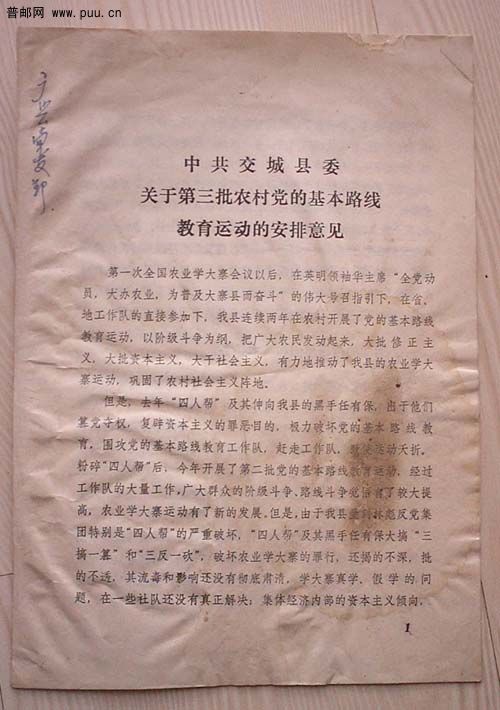 普邮网 www.puu.cn
中共交城县委
关于第三批农村党的基本路线
教育运动的安排意见
第一次全国农业学大寨会议以后，在英明领袖华主席“全党动
员，大办农业，为普及大寨县而奋斗”的伟大号召指引下，在省、
地工作队的直接参加下，我县连续两年在农村开展了党的基本路线
教育运动，以阶级斗争为纲，把广大农民发动起来，大批修正主
义，大批资本主义，大干社会主义，有力地推动了我县的农业学大
寨运动，巩固了农村社会主义阵地。
但是，去年“四人帮”及其伸向我县的黑手任有保，出于他们
篡党夺权，复辟资本主义的罪恶目的，极力破坏党的基本路线教
育，围攻党的基本路线教育工作队，赶走工作队，运动夭折。
粉碎“四人帮”后，今年开展了第二批党的基本路线教育运动，经过
工作队的大量工作，广大群众的阶级斗争、路线斗争觉悟有了较大提
高，农业学大寨运动有了新的发展。但是，由于我县受到林彪反党集
团特别是“四人帮”的严重破坏，“四人帮”及其黑手任有保大搞“三
搞一篡”和“三反一砍”，破坏农业学大寨的罪行，还揭的不深，批
的不透，其流毒和影响还没有彻底肃清，学大寨真学、假学的问
题，在一些社队还没有真正解决；集体经济内部的资本主义倾向，
1